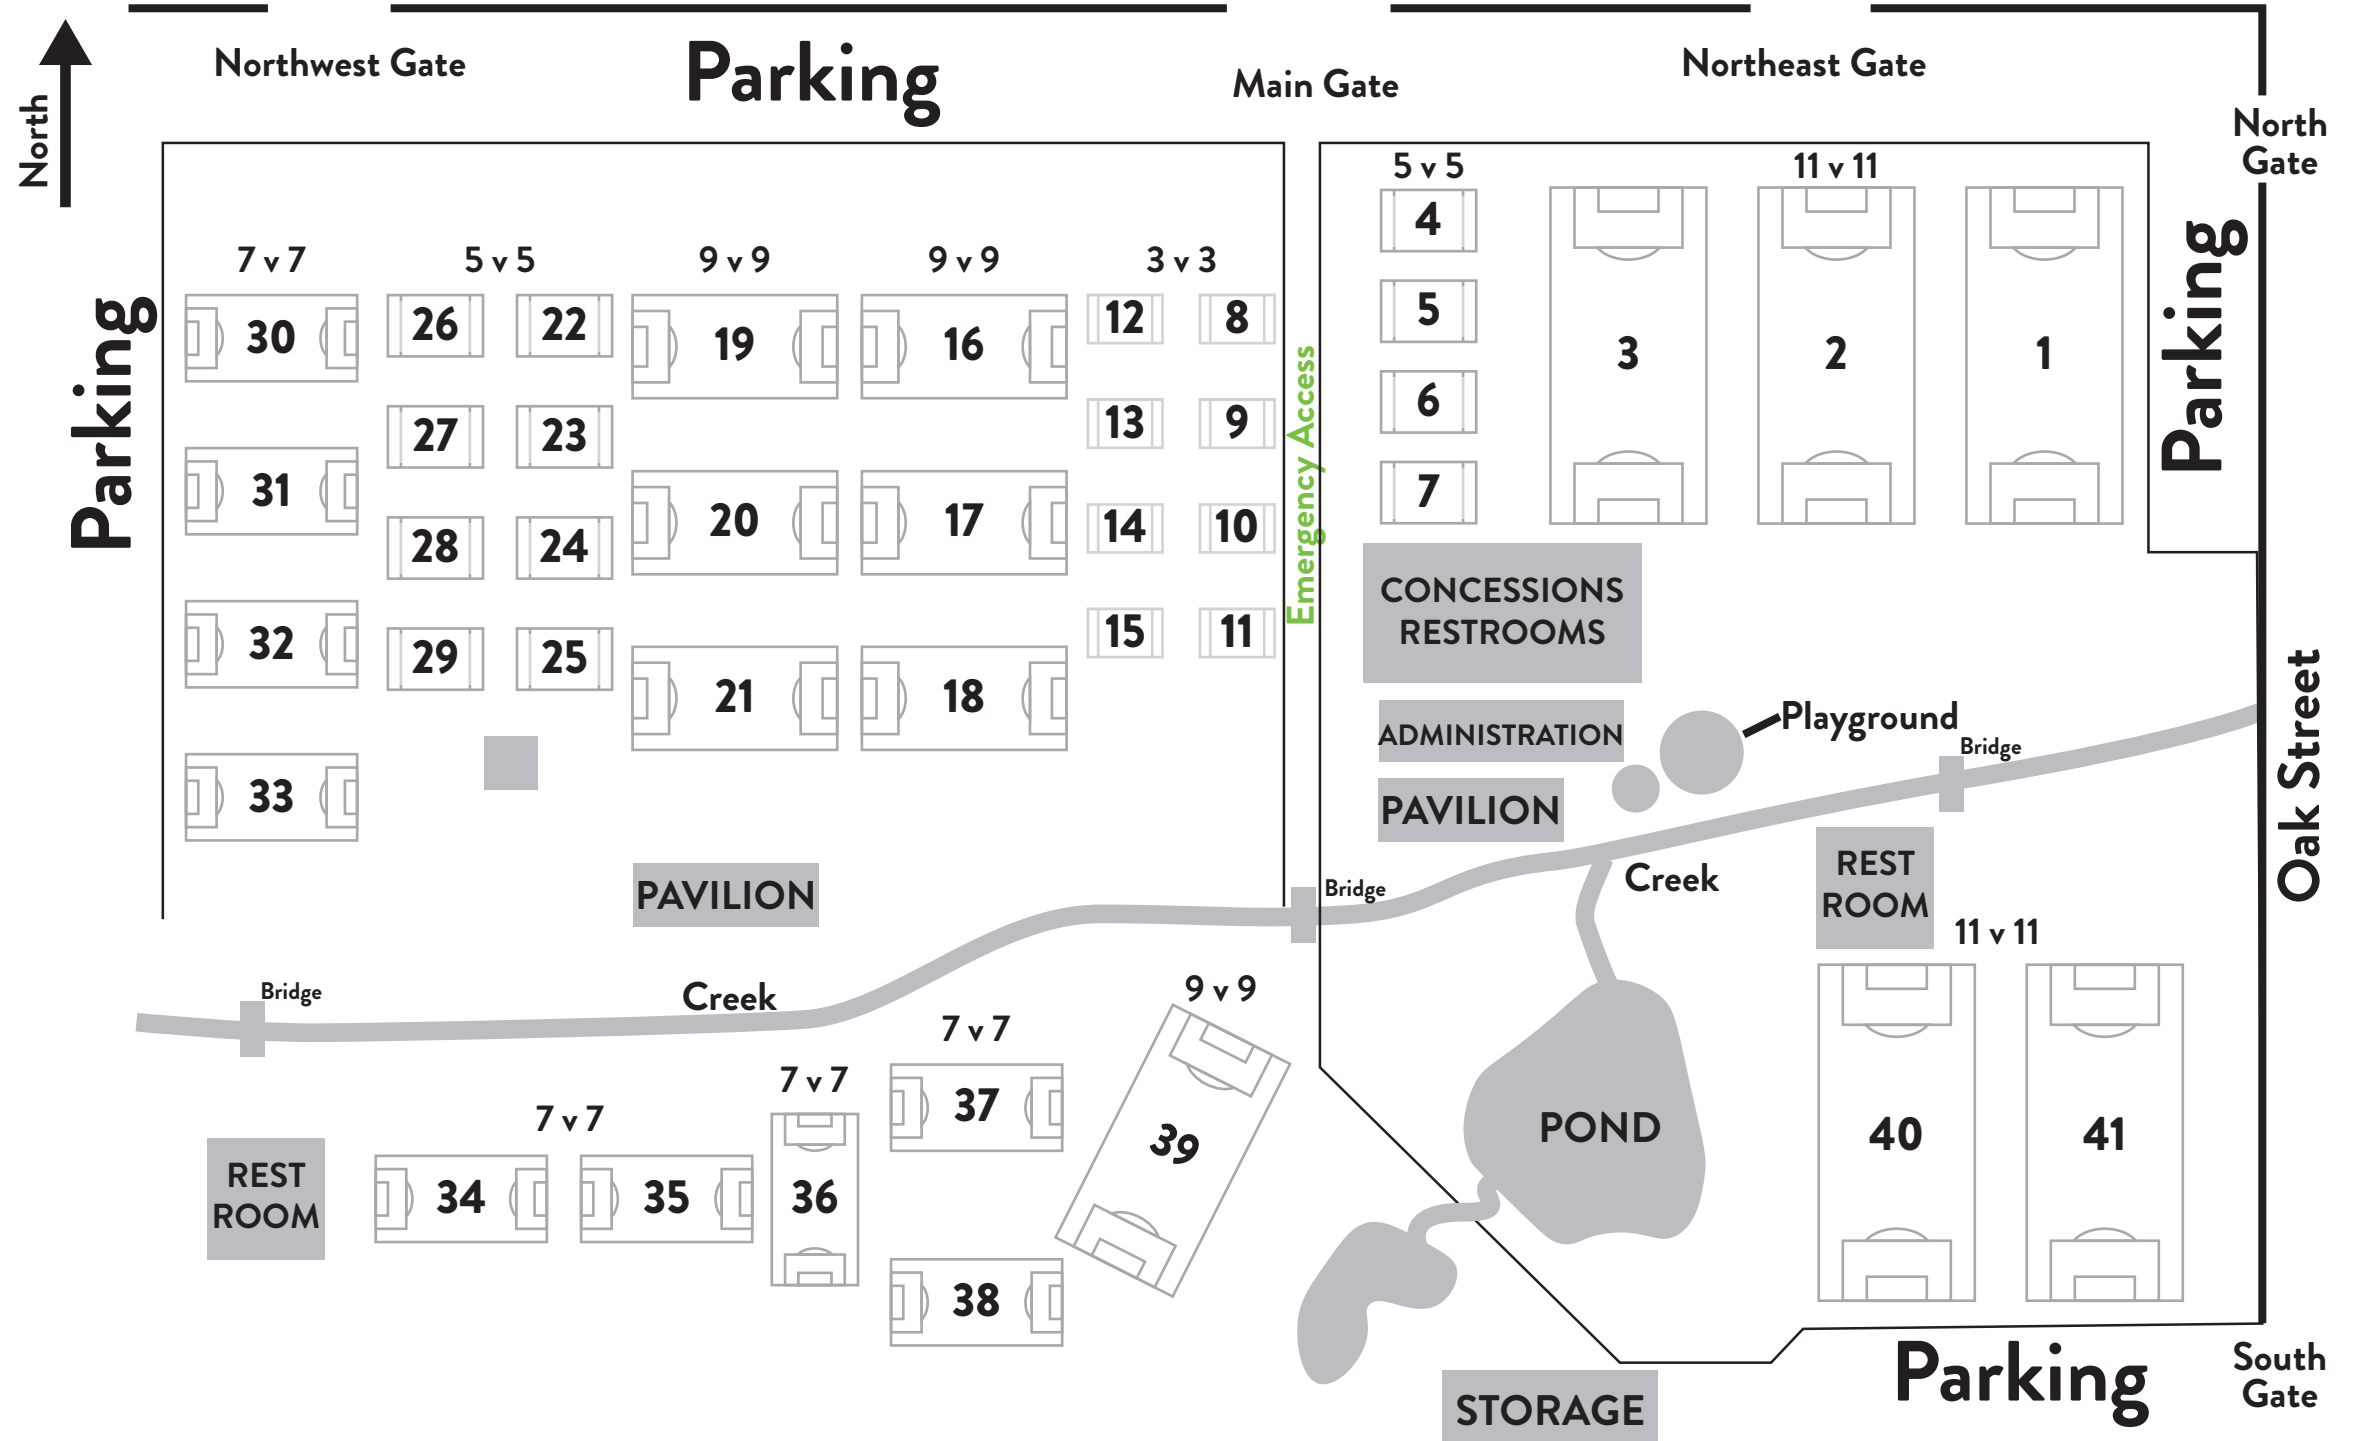 Northwest Gate
Parking
Main Gate
Northeast Gate
North
Gate
North
Parking
Parking
7 v 7
5 v 5
9 v 9
9 v 9
3 v 3
5 v 5
11 v 11
30
26
22
19
16
12
8
4
3
2
1
31
27
23
20
17
13
9
5
32
28
24
21
18
14
10
6
33
29
25
15
11
7
Emergency Access
CONCESSIONS
RESTROOMS
ADMINISTRATION
Playground
PAVILION
Bridge
Oak Street
PAVILION
Bridge
Creek
REST
ROOM
11 v 11
Bridge
Creek
9 v 9
7 v 7
7 v 7
7 v 7
REST
ROOM
34
35
36
37
38
39
POND
40
41
STORAGE
Parking
South
Gate